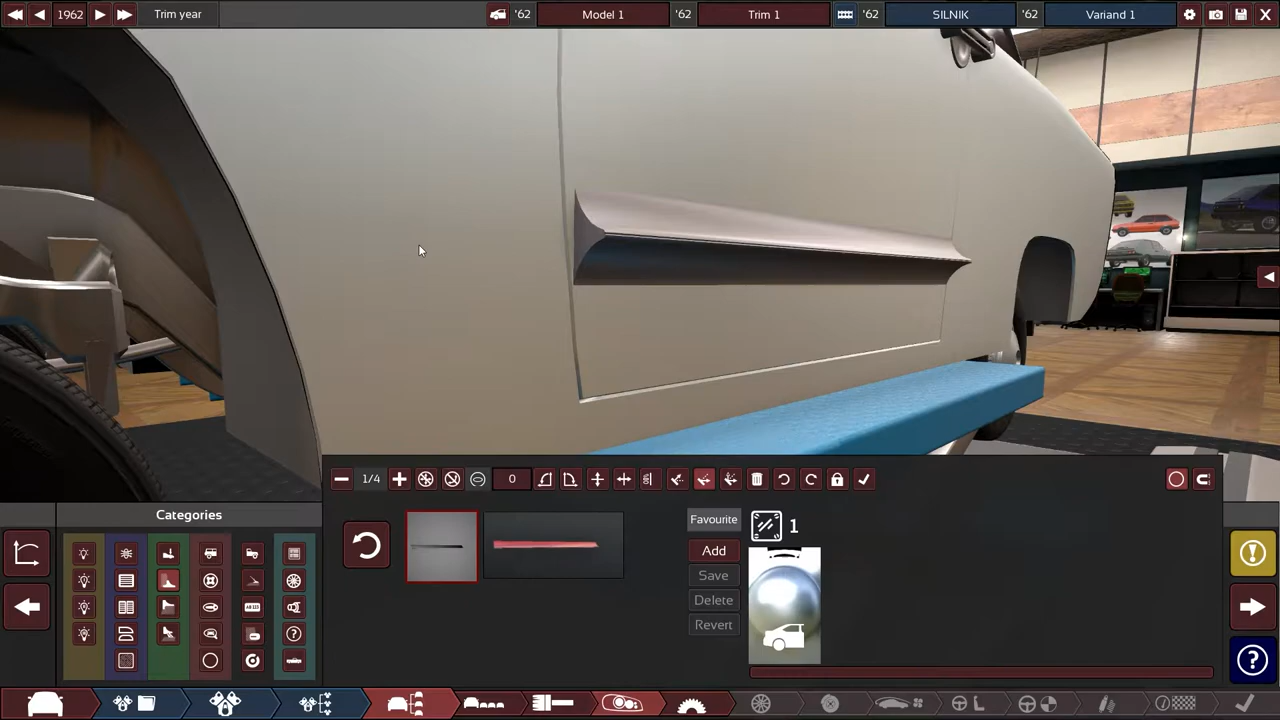 1962 Trim year '62 Model 1 '62 Trim 1 '62 SILNIK '62 Variand 1
1/4 0
Categories
Favourite 1
Add
Save
Delete
Revert